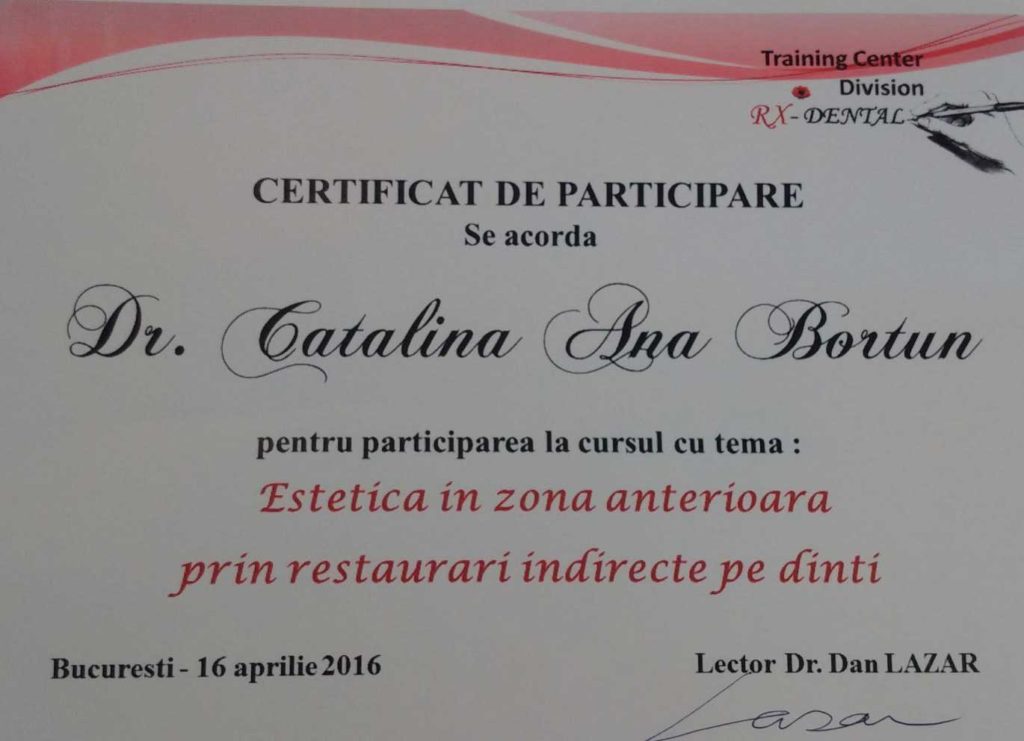 Training Center
Division
RX-DENTAL
CERTIFICAT DE PARTICIPARE
Se acorda
Dr. Catalina Ana Bortun
pentru participarea la cursul cu tema :
Estetica in zona anterioara
prin restaurari indirecte pe dinti
Bucuresti - 16 aprilie 2016
Lector Dr. Dan LAZAR
Lazar